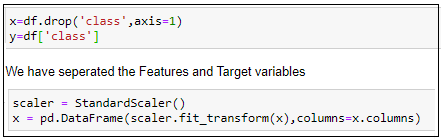 x=df.drop('class',axis=1)
y=df['class']
We have seperated the Features and Target variables
scaler = StandardScaler()
x = pd.DataFrame(scaler.fit_transform(x),columns=x.columns)